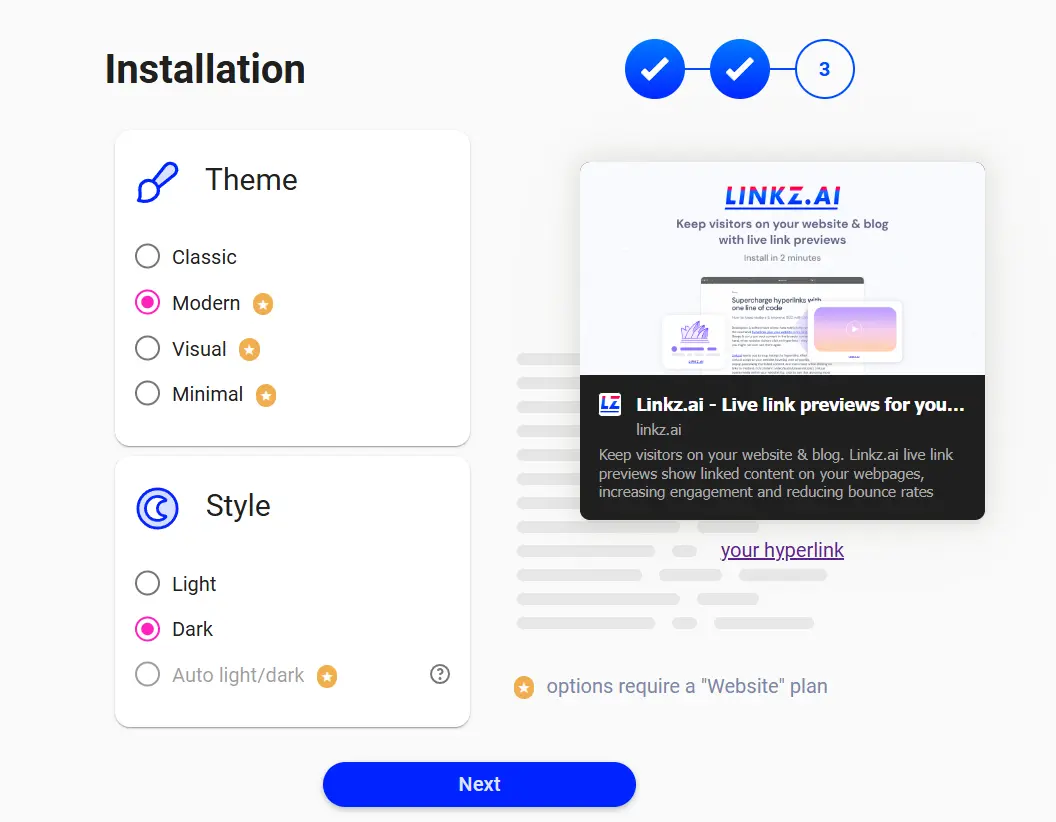 Installation
3
Theme
Classic
Modern
Visual
Minimal
Style
Light
Dark
Auto light/dark
LINKZ.AI
Keep visitors on your website & blog
with live link previews
Install in 2 minutes
Supercharge hyperlinks with
one line of code
LZ
Linkz.ai - Live link previews for you...
linkz.ai
Keep visitors on your website & blog. Linkz.ai live link
previews show linked content on your webpages,
increasing engagement and reducing bounce rates
your hyperlink
options require a "Website" plan
Next